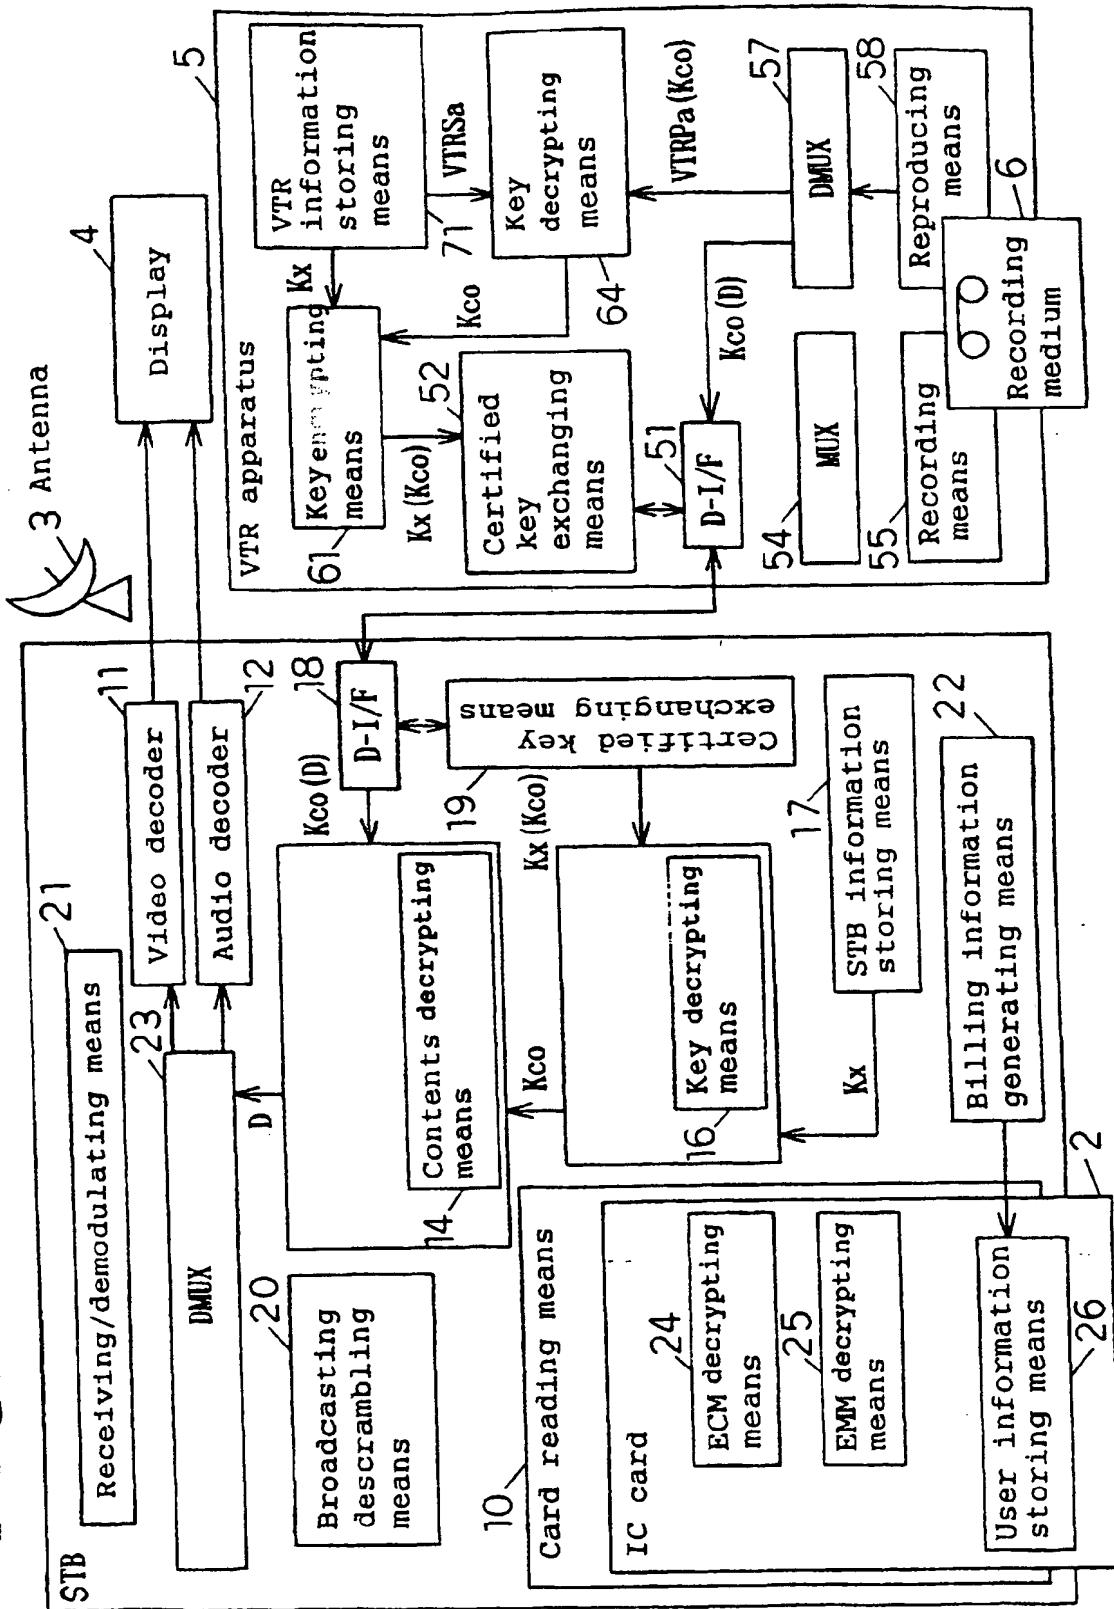 STB
21
Receiving/demodulating means
23
DMUX
11
Video decoder
12
Audio decoder
3 Antenna
4
Display
20
Broadcasting
descrambling
means
D
14
Contents decrypting
means
Kco(D)
18
D-I/F
19
Certified key
exchanging means
Kx(Kco)
Kco
16
Key decrypting
means
17
STB information
storing means
Kx
22
Billing information
generating means
10
Card reading means
2
IC card
24
ECM decrypting
means
25
EMM decrypting
means
User information
storing means
26
5
VTR apparatus
VTR
information
storing
means
71
VTRSa
Kx
61
Key encrypting
means
Kco
Key
decrypting
means
64
VTRPa(Kco)
Kx(Kco)
52
Certified
key
exchanging
means
51
D-I/F
Kco(D)
57
DMUX
54
MUX
55
Recording
means
58
Reproducing
means
6
Recording
medium